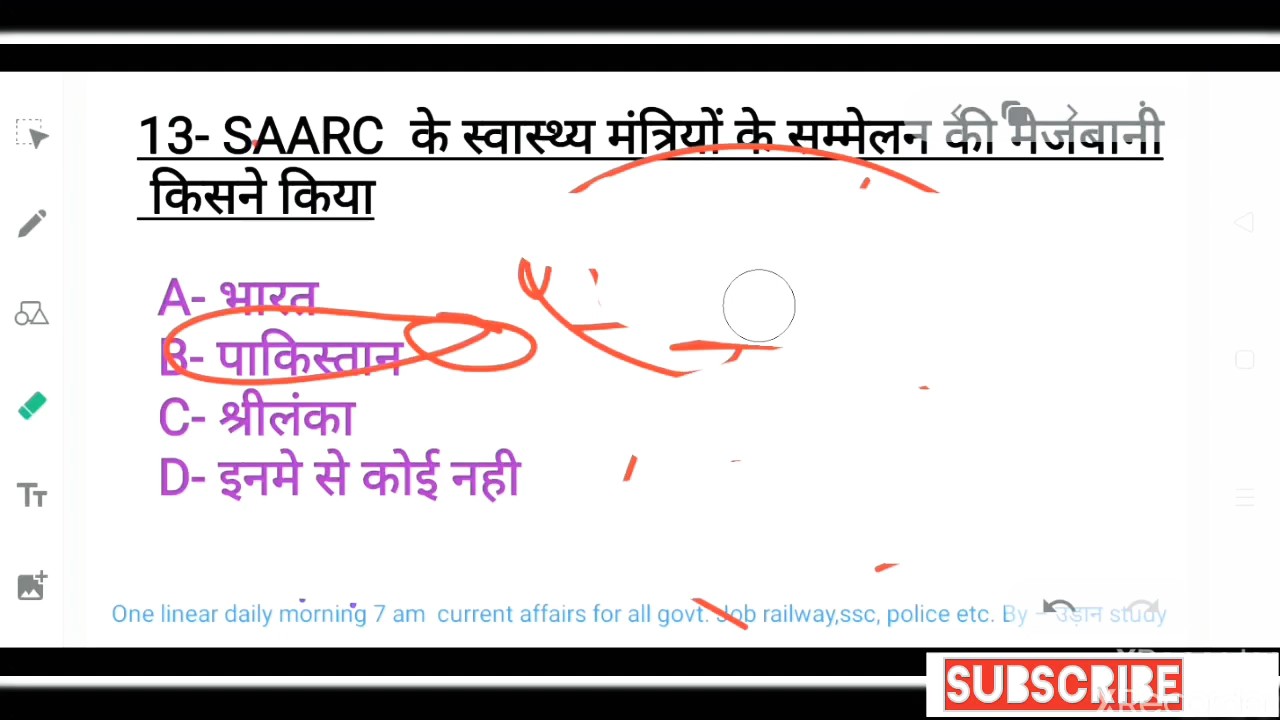 13- SAARC के स्वास्थ्य मंत्रियों के सम्मेलन की मेजबानी
किसने किया
A- भारत
B- पाकिस्तान
C- श्रीलंका
D- इनमे से कोई नही
TT
One linear daily morning 7 am current affairs for all govt. Job railway,ssc, police etc. By - उड़ान study
SUBSCRIBE